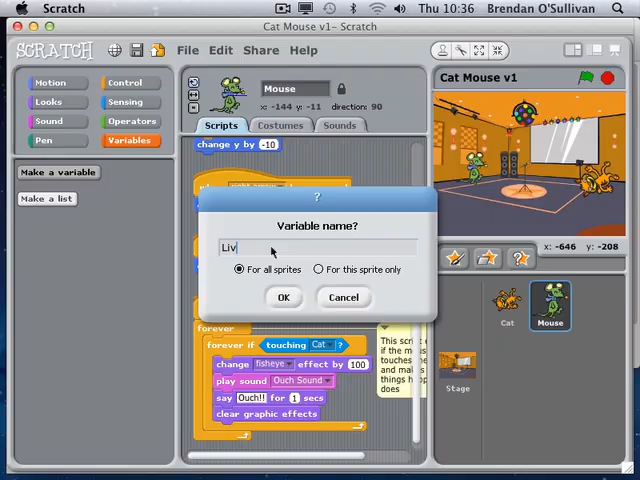 Scratch
Thu 10:36
Brendan O'Sullivan
Cat Mouse v1– Scratch
SCRATCH
File Edit Share Help
Motion
Control
Looks
Sensing
Sound
Operators
Pen
Variables
Make a variable
Make a list
Mouse
x: -144 y: -11 direction: 90
Scripts
Costumes
Sounds
change y by -10
?
Variable name?
Liv
For all sprites
For this sprite only
OK
Cancel
forever
forever if touching Cat ?
change fisheye effect by 100
play sound Ouch Sound
say Ouch!! for 1 secs
clear graphic effects
This script
if the mouse
touches the
and makes
things happ
does
Cat Mouse v1
x: -646 y: -208
Cat
Mouse
Stage